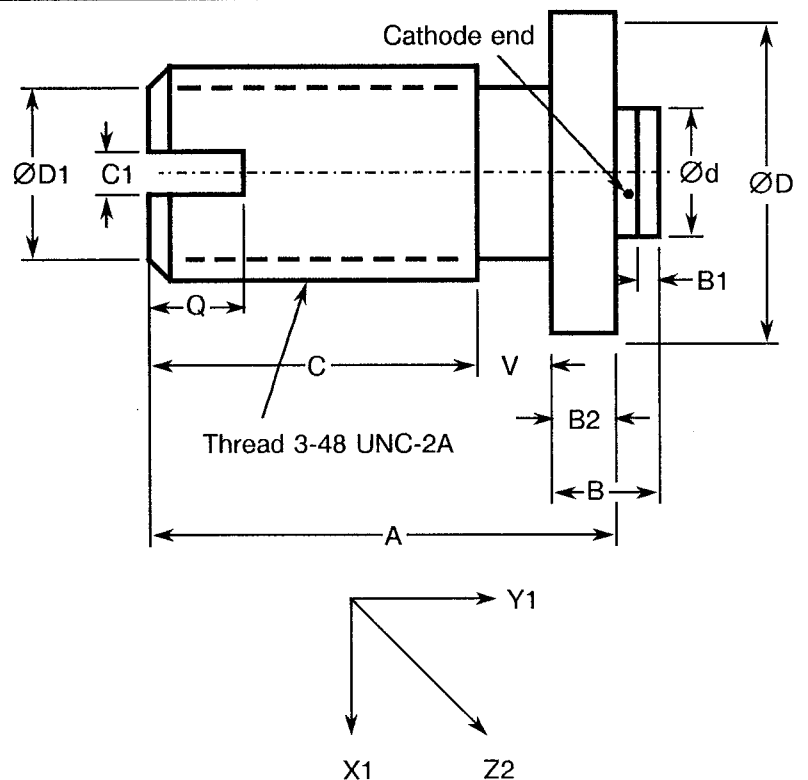 Cathode end
ØD1
C1
Ød
ØD
B1
Q
C
V
B2
Thread 3-48 UNC-2A
B
A
Y1
X1
Z2